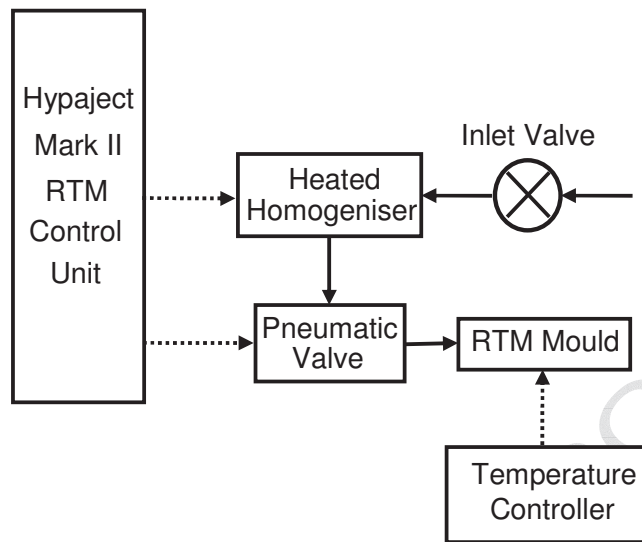 Hypaject
Mark II
RTM
Control
Unit
Inlet Valve
Heated
Homogeniser
Pneumatic
Valve
RTM Mould
Temperature
Controller